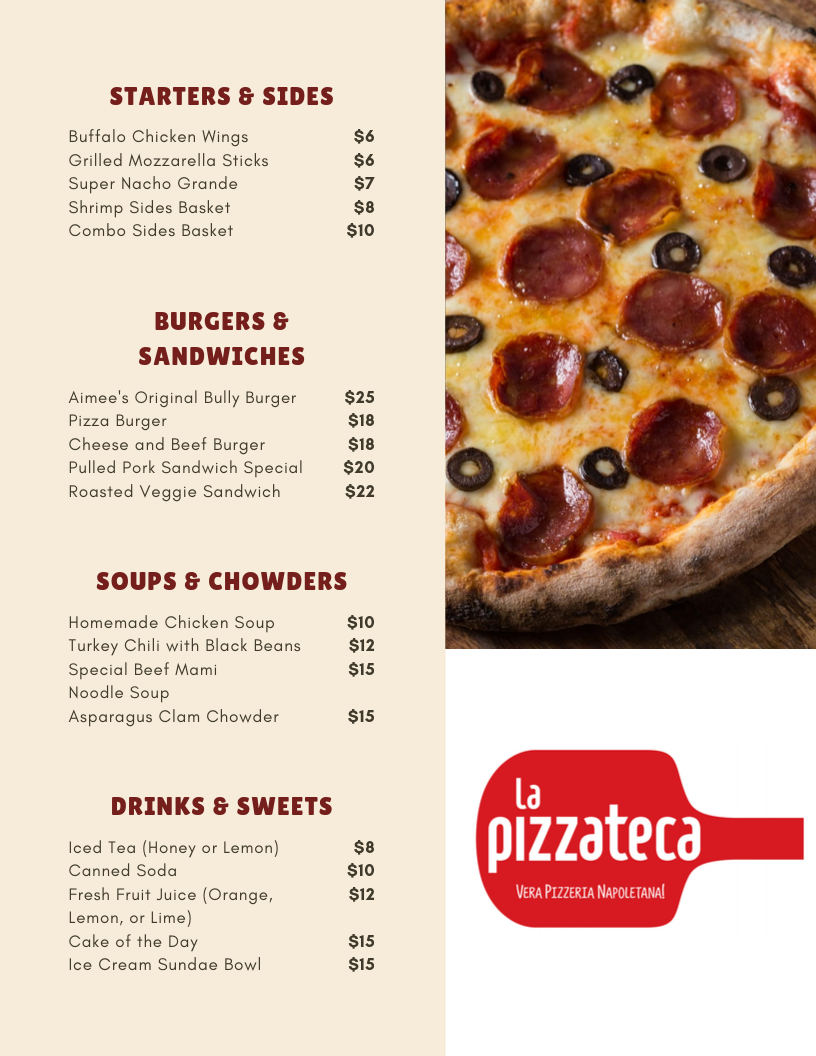 STARTERS & SIDES
Buffalo Chicken Wings $6
Grilled Mozzarella Sticks $6
Super Nacho Grande $7
Shrimp Sides Basket $8
Combo Sides Basket $10
BURGERS &
SANDWICHES
Aimee's Original Bully Burger $25
Pizza Burger $18
Cheese and Beef Burger $18
Pulled Pork Sandwich Special $20
Roasted Veggie Sandwich $22
SOUPS & CHOWDERS
Homemade Chicken Soup $10
Turkey Chili with Black Beans $12
Special Beef Mami $15
Noodle Soup
Asparagus Clam Chowder $15
DRINKS & SWEETS
Iced Tea (Honey or Lemon) $8
Canned Soda $10
Fresh Fruit Juice (Orange, $12
Lemon, or Lime)
Cake of the Day $15
Ice Cream Sundae Bowl $15
la
pizzateca
VERA PIZZERIA NAPOLETANA!